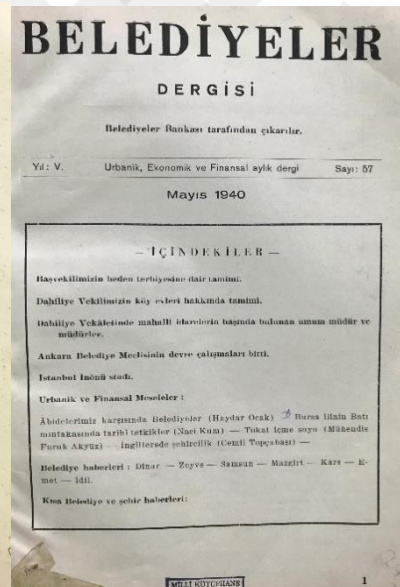 BELEDİYELER
DERGİSİ
Belediyeler Bankası tarafından çıkarılır.
Yıl: V. Urbanik, Ekonomik ve Finansal aylık dergi Sayı: 57
Mayıs 1940
— İÇİNDEKİLER —
Başvekilimizin beden terbiyesine dair tamimi.
Dahiliye Vekilimizin köy evleri hakkında tamimi.
Dahiliye Vekâletinde mahallî idarelerin başında bulunan umum müdür ve
müdürler.
Ankara Belediye Meclisinin devre çalışmaları bitti.
İstanbul İnönü stadı.
Urbanik ve Finansal Meseleler :
Âbidelerimiz karşısında Belediyeler (Haydar Ocak) Bursa İlinin Batı
mıntakasında tarihî tetkikler (Naci Kum) — Tokat içme suyu (Mühendis
Faruk Akyüz) — İngilterede şehircilik (Cemil Topçubaşı) —
Belediye haberleri : Dinar — Zeyve — Samsun — Mazgirt — Kars — E-
met — İdil.
Kısa Belediye ve şehir haberleri:
MİLLİ KÜTÜPHANE
1